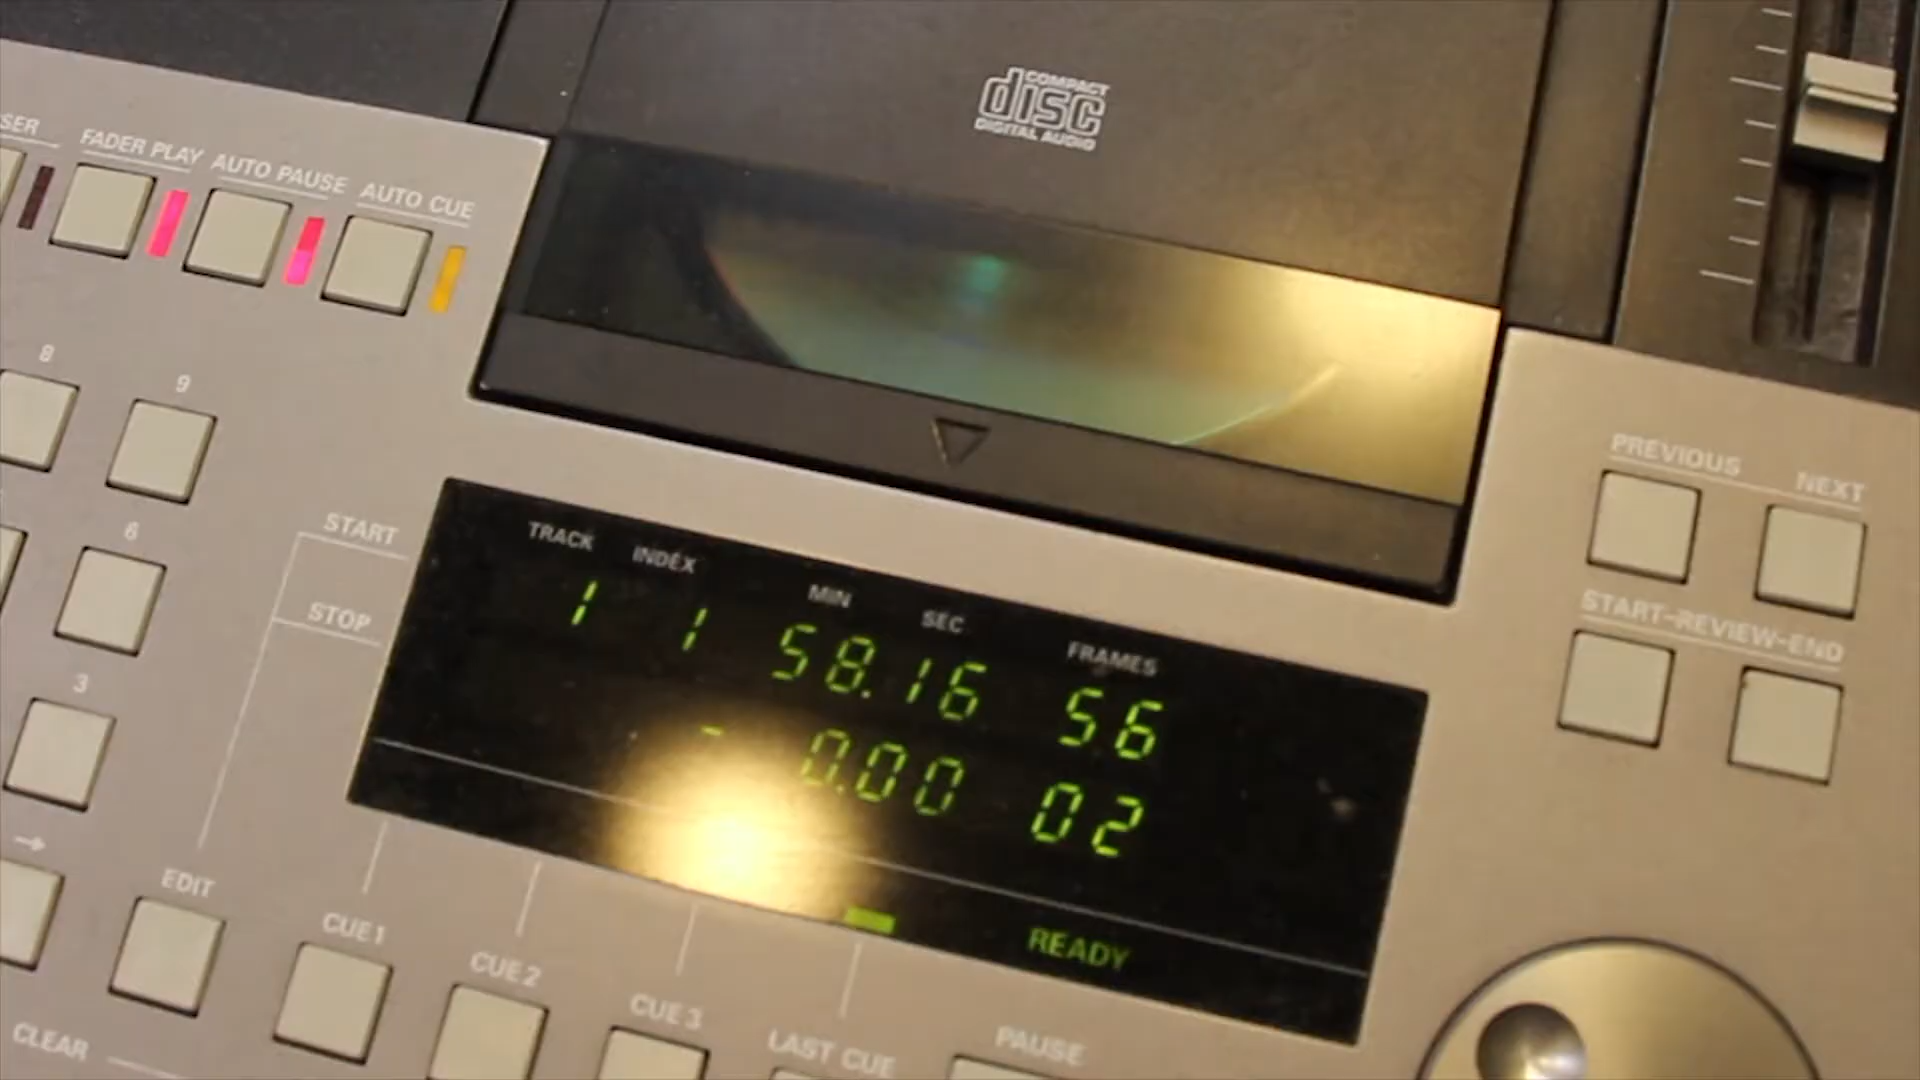 COMPACT
disc
DIGITAL AUDIO
FADER PLAY
AUTO PAUSE
AUTO CUE
8
9
PREVIOUS
NEXT
6
START
TRACK
INDEX
MIN
SEC
FRAMES
1 1 58.16 56
STOP
START-REVIEW-END
3
- 0.00 02
EDIT
READY
CUE 1
CUE 2
CUE 3
LAST CUE
PAUSE
CLEAR